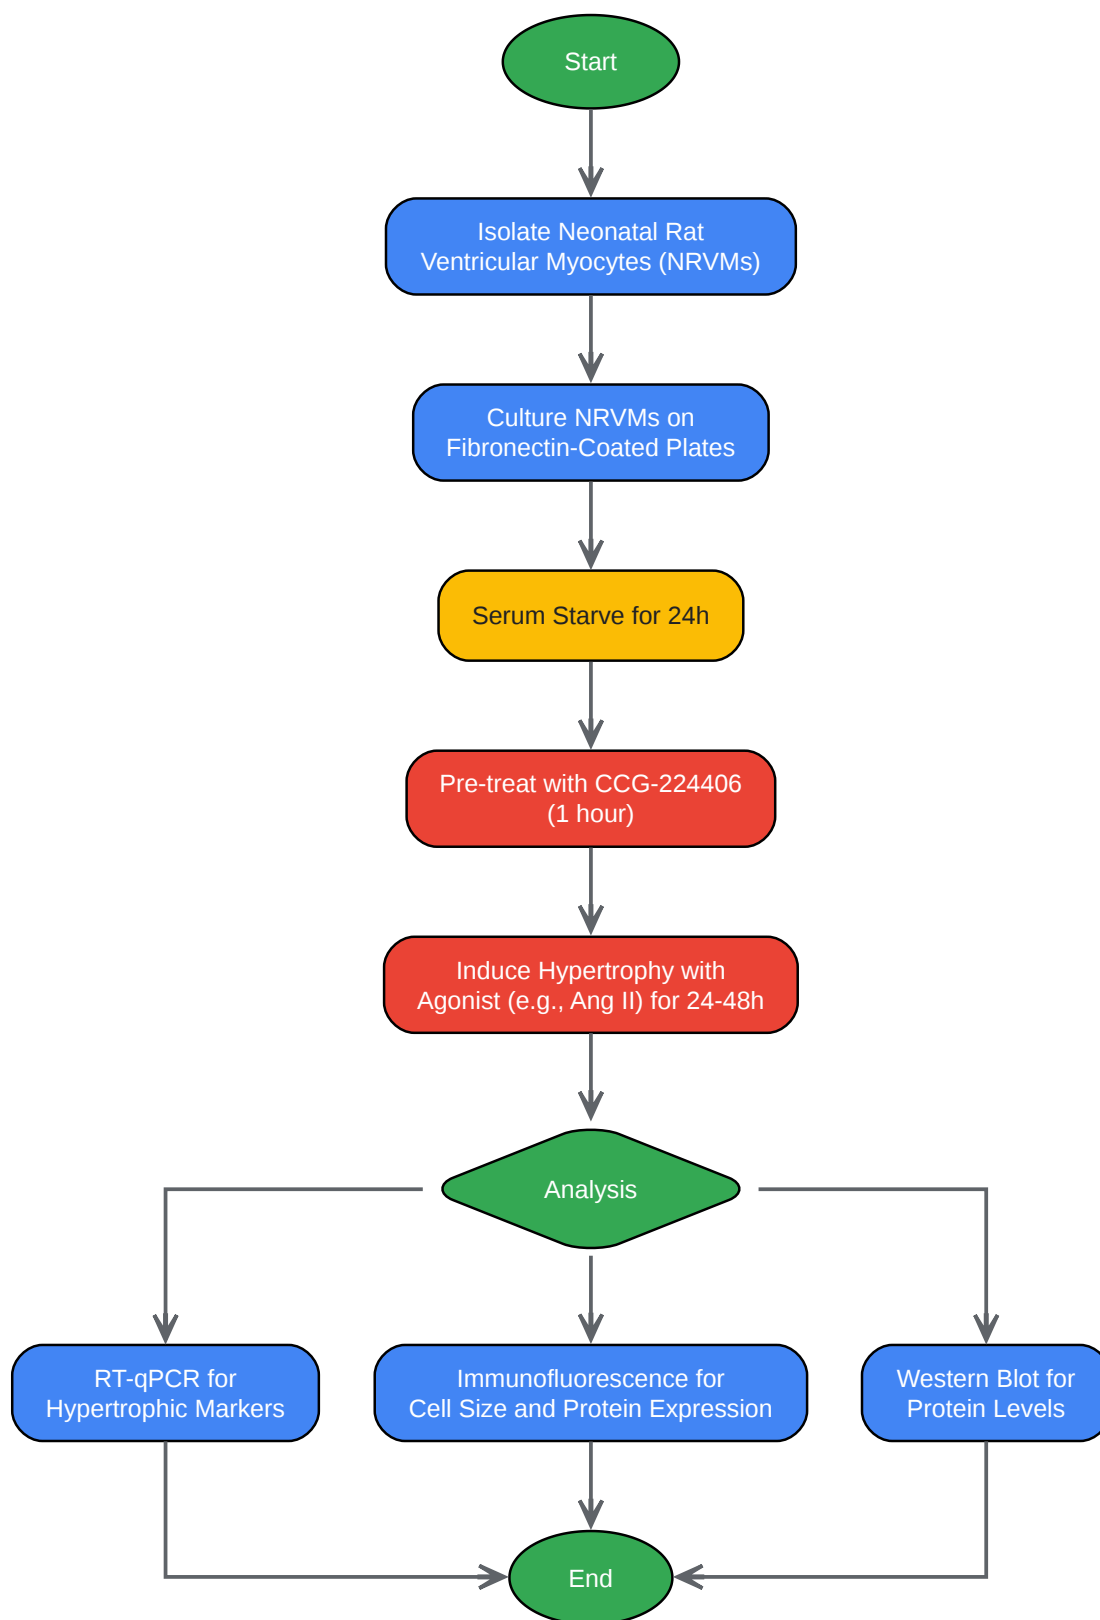 Start
Isolate Neonatal Rat
Ventricular Myocytes (NRVMs)
Culture NRVMs on
Fibronectin-Coated Plates
Serum Starve for 24h
Pre-treat with CCG-224406
(1 hour)
Induce Hypertrophy with
Agonist (e.g., Ang II) for 24-48h
Analysis
RT-qPCR for
Hypertrophic Markers
Immunofluorescence for
Cell Size and Protein Expression
Western Blot for
Protein Levels
End